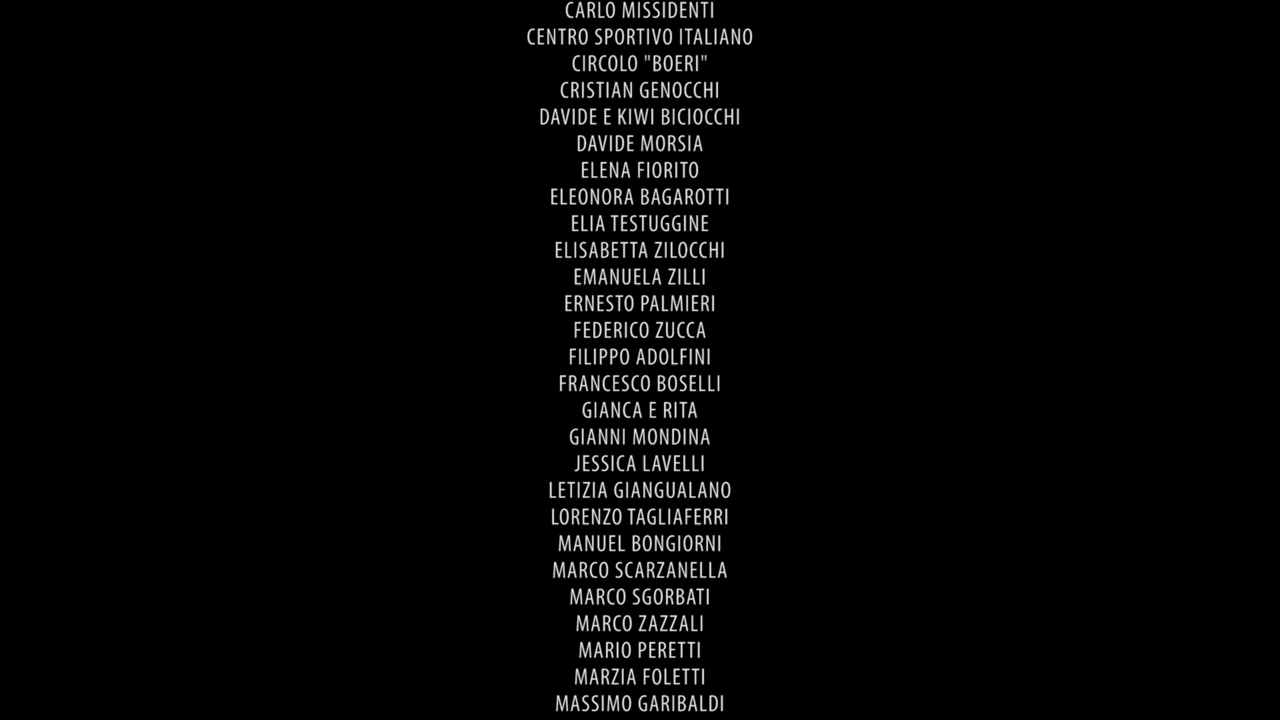 CARLO MISSIDENTI
CENTRO SPORTIVO ITALIANO
CIRCOLO "BOERI"
CRISTIAN GENOCCHI
DAVIDE E KIWI BICIOCCHI
DAVIDE MORSIA
ELENA FIORITO
ELEONORA BAGAROTTI
ELIA TESTUGGINE
ELISABETTA ZILOCCHI
EMANUELA ZILLI
ERNESTO PALMIERI
FEDERICO ZUCCA
FILIPPO ADOLFINI
FRANCESCO BOSELLI
GIANCA E RITA
GIANNI MONDINA
JESSICA LAVELLI
LETIZIA GIANGUALANO
LORENZO TAGLIAFERRI
MANUEL BONGIORNI
MARCO SCARZANELLA
MARCO SGORBATI
MARCO ZAZZALI
MARIO PERETTI
MARZIA FOLETTI
MASSIMO GARIBALDI